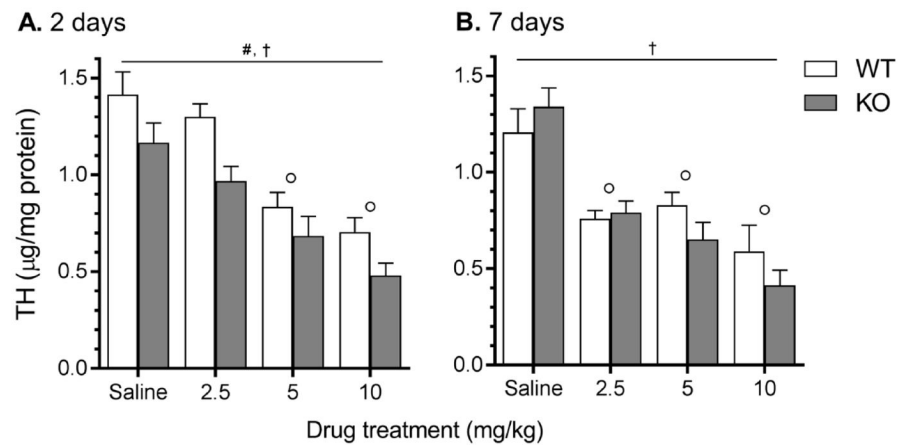 A. 2 days
B. 7 days
#, †
†
WT
KO
TH (µg/mg protein)
1.5
1.0
0.5
0.0
1.5
1.0
0.5
0.0
Saline 2.5 5 10
Saline 2.5 5 10
Drug treatment (mg/kg)